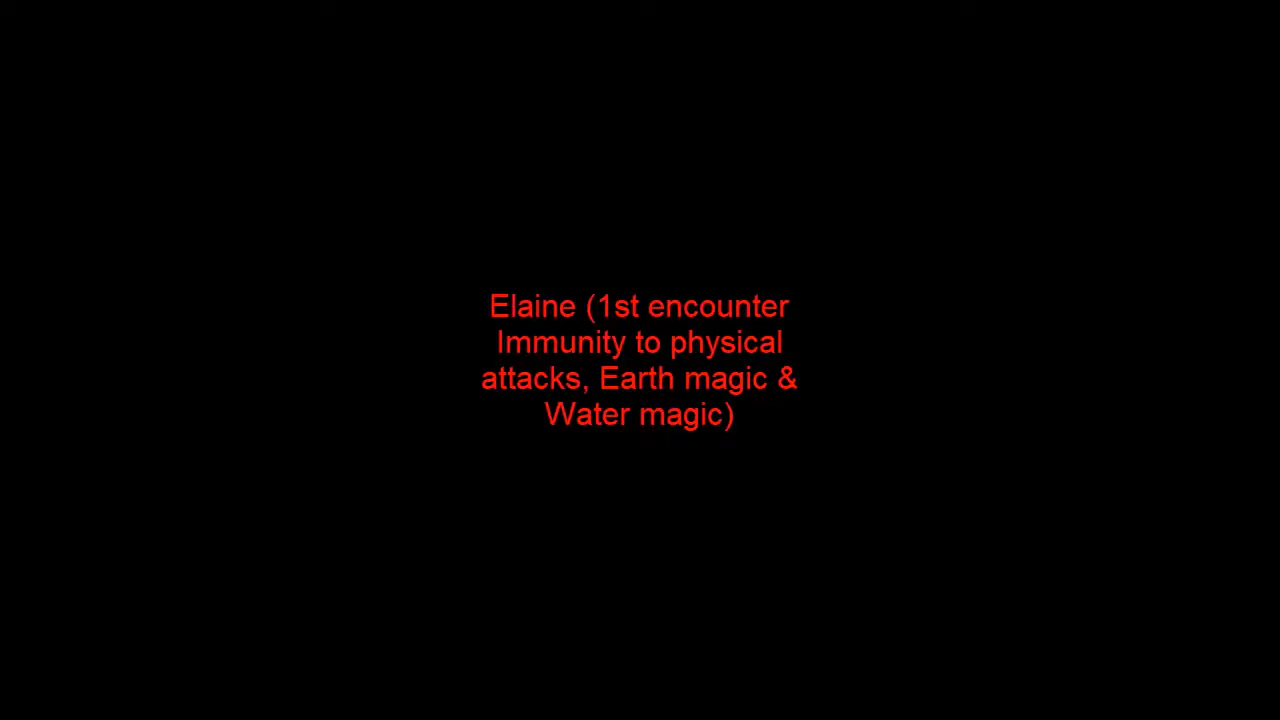 Elaine (1st encounter
Immunity to physical
attacks, Earth magic &
Water magic)